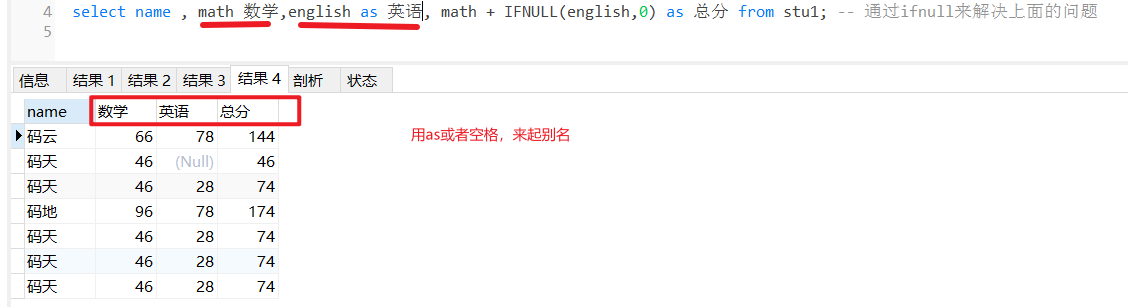 4 select name , math 数学,english as 英语, math + IFNULL(english,0) as 总分 from stu1; -- 通过ifnull来解决上面的问题
5
信息 结果 1 结果 2 结果 3 结果 4 剖析 状态
name 数学 英语 总分
码云 66 78 144
用as或者空格，来起别名
码天 46 (Null) 46
码天 46 28 74
码地 96 78 174
码天 46 28 74
码天 46 28 74
码天 46 28 74